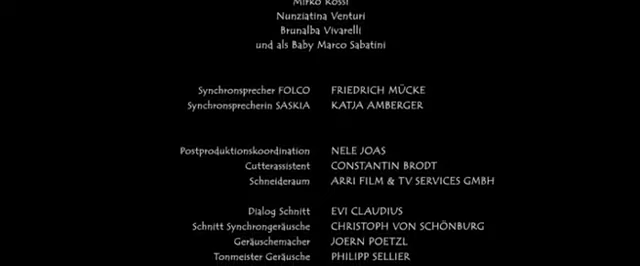 Mirko Rossi
Nunziatina Venturi
Brunalba Vivarelli
und als Baby Marco Sabatini
Synchronsprecher FOLCO FRIEDRICH MÜCKE
Synchronsprecherin SASKIA KATJA AMBERGER
Postproduktionskoordination NELE JOAS
Cutterassistent CONSTANTIN BRODT
Schneideraum ARRI FILM & TV SERVICES GMBH
Dialog Schnitt EVI CLAUDIUS
Schnitt Synchrongeräusche CHRISTOPH VON SCHÖNBURG
Geräuschemacher JOERN POETZL
Tonmeister Geräusche PHILIPP SELLIER